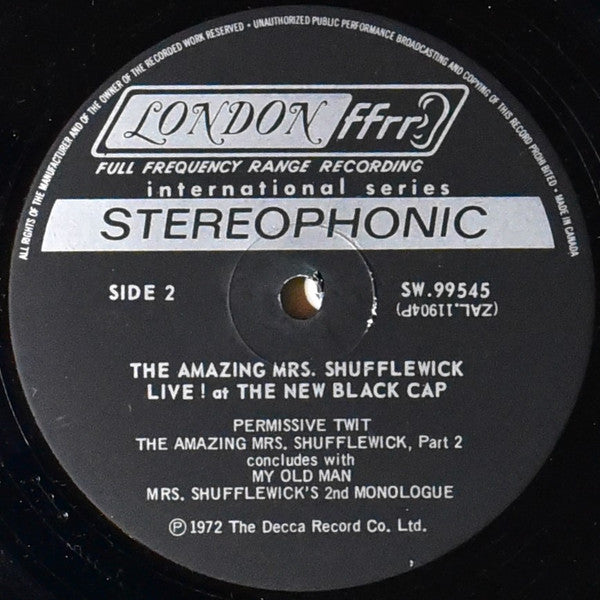 ALL RIGHTS OF THE MANUFACTURER AND OF THE OWNER OF THE RECORDED WORK RESERVED • UNAUTHORIZED PUBLIC PERFORMANCE BROADCASTING AND COPYING OF THIS RECORD PROHIBITED • MADE IN CANADA
LONDON ffrr
FULL FREQUENCY RANGE RECORDING
international series
STEREOPHONIC
SIDE 2
SW.99545
(ZAL.11904P)
THE AMAZING MRS. SHUFFLEWICK
LIVE! at THE NEW BLACK CAP
PERMISSIVE TWIT
THE AMAZING MRS. SHUFFLEWICK, Part 2
concludes with
MY OLD MAN
MRS. SHUFFLEWICK'S 2nd MONOLOGUE
Ⓟ 1972 The Decca Record Co. Ltd.